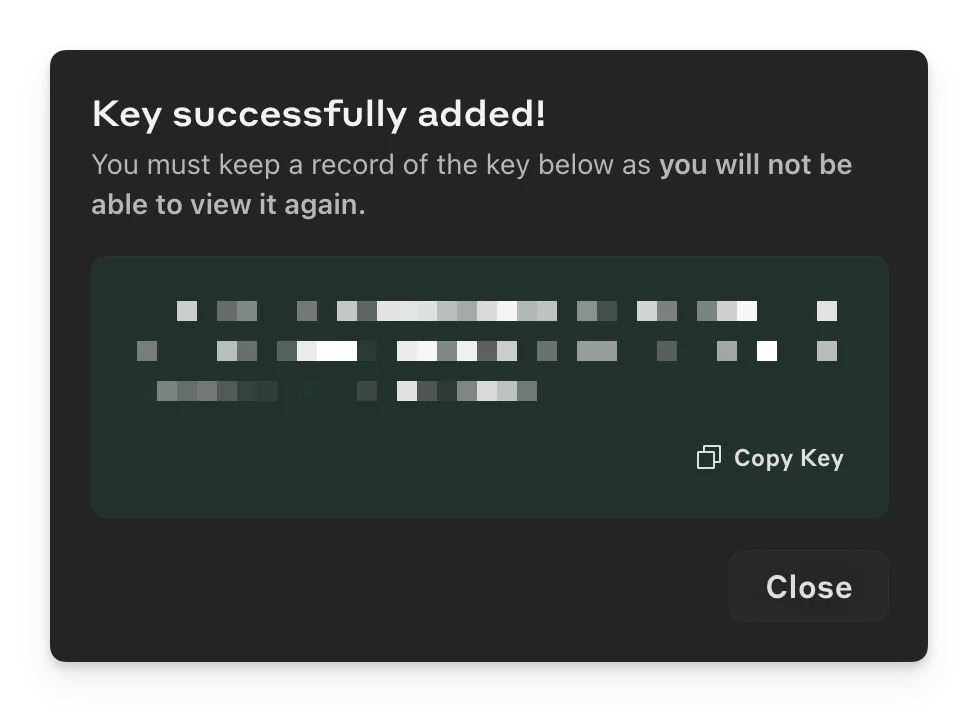 Key successfully added!
You must keep a record of the key below as you will not be
able to view it again.
Copy Key
Close